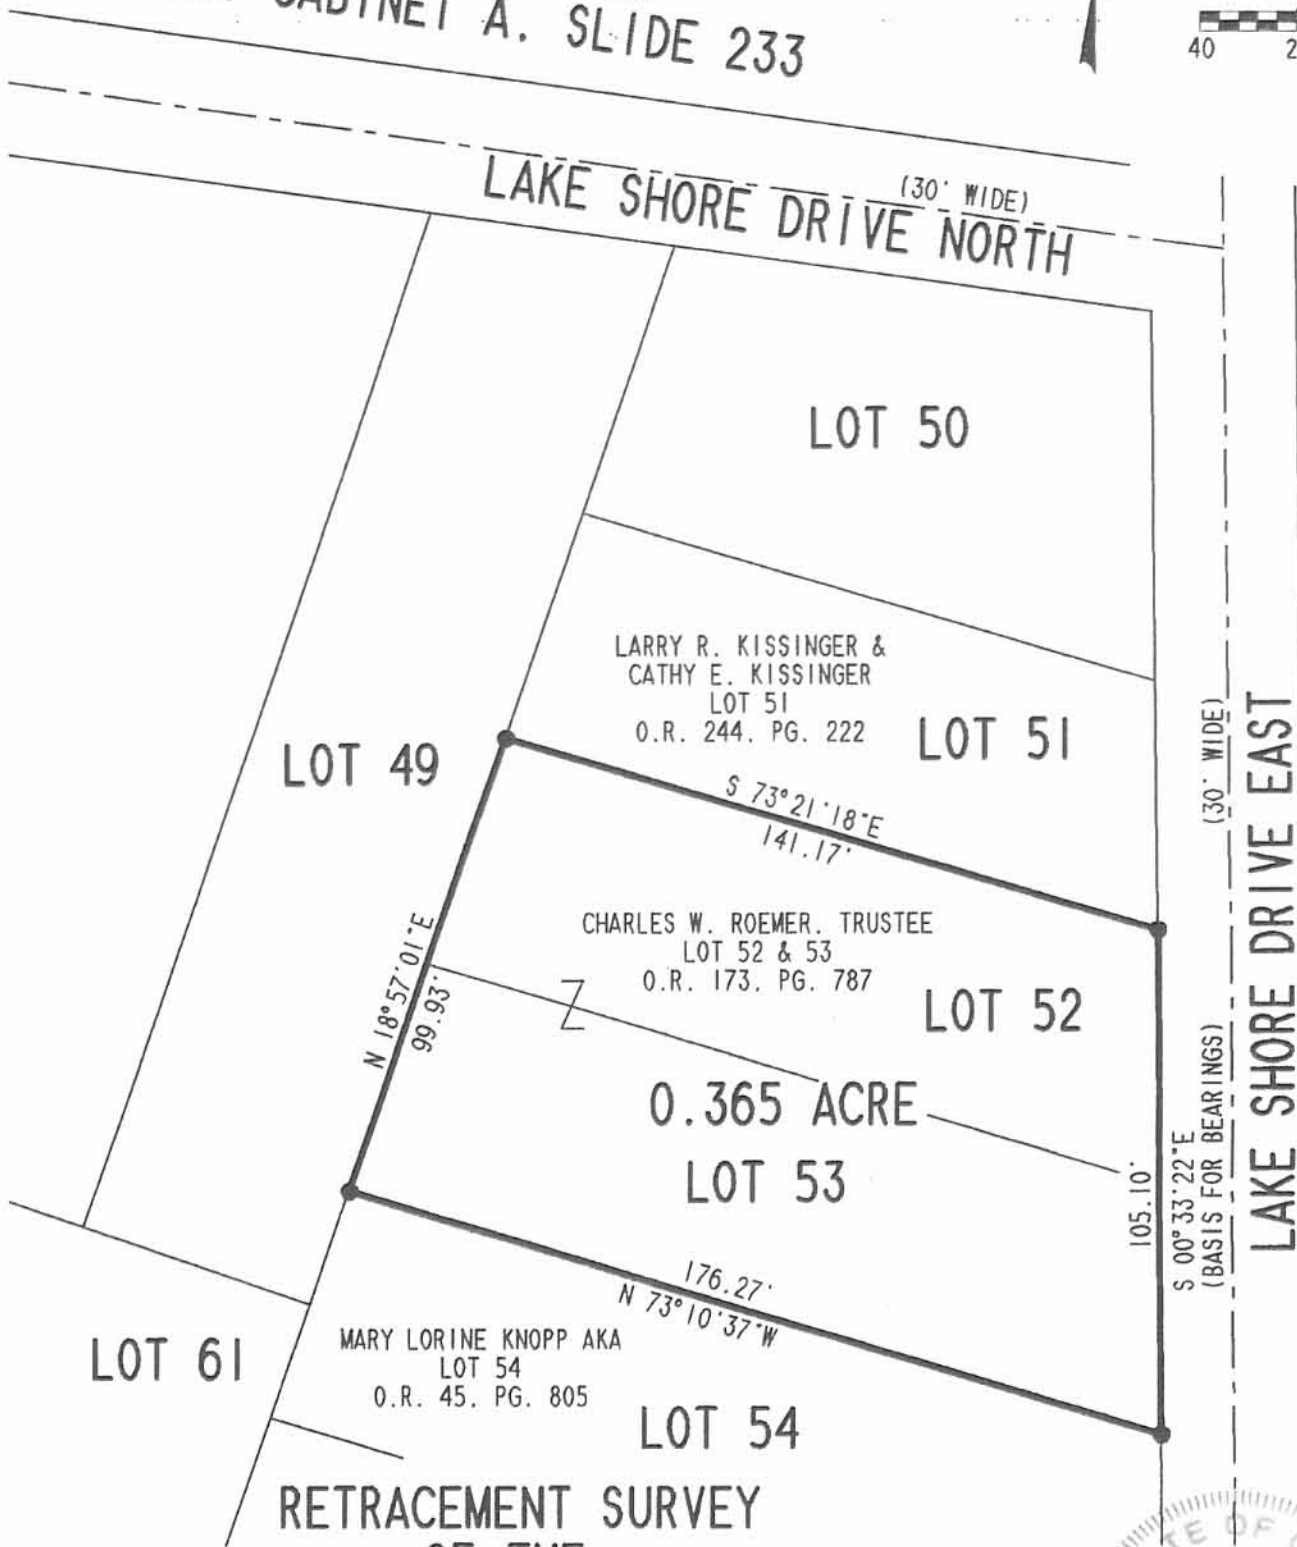 CABINET A. SLIDE 233
40
LAKE SHORE DRIVE NORTH
(30' WIDE)
LOT 50
LARRY R. KISSINGER &
CATHY E. KISSINGER
LOT 51
O.R. 244. PG. 222
LOT 51
LOT 49
S 73°21'18"E
141.17'
(30' WIDE)
LAKE SHORE DRIVE EAST
N 18°57'01"E
99.93'
CHARLES W. ROEMER. TRUSTEE
LOT 52 & 53
O.R. 173. PG. 787
LOT 52
0.365 ACRE
LOT 53
105.10'
S 00°33'22"E
(BASIS FOR BEARINGS)
176.27'
N 73°10'37"W
LOT 61
MARY LORINE KNOPP AKA
LOT 54
O.R. 45. PG. 805
LOT 54
RETRACEMENT SURVEY
OF THE